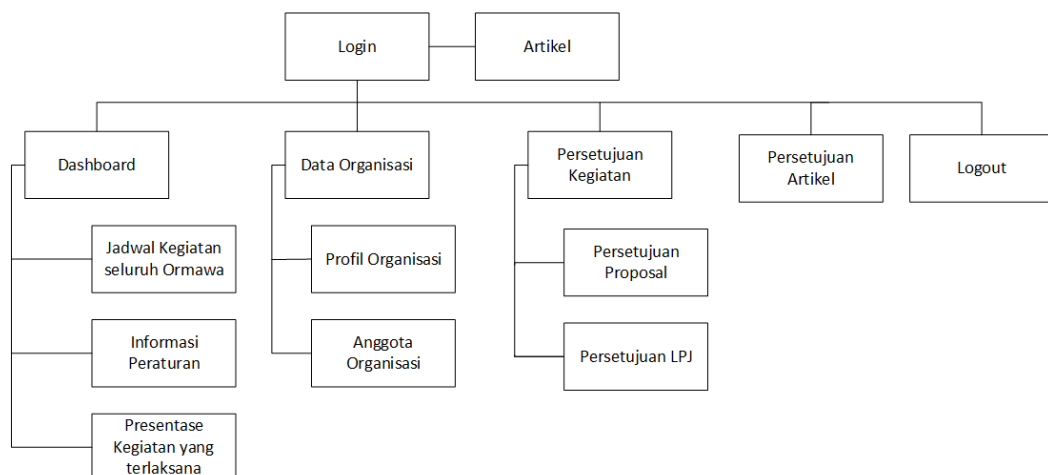 Login
Artikel
Dashboard
Data Organisasi
Persetujuan
Kegiatan
Persetujuan
Artikel
Logout
Jadwal Kegiatan
seluruh Ormawa
Profil Organisasi
Persetujuan
Proposal
Informasi
Peraturan
Anggota
Organisasi
Persetujuan LPJ
Presentase
Kegiatan yang
terlaksana